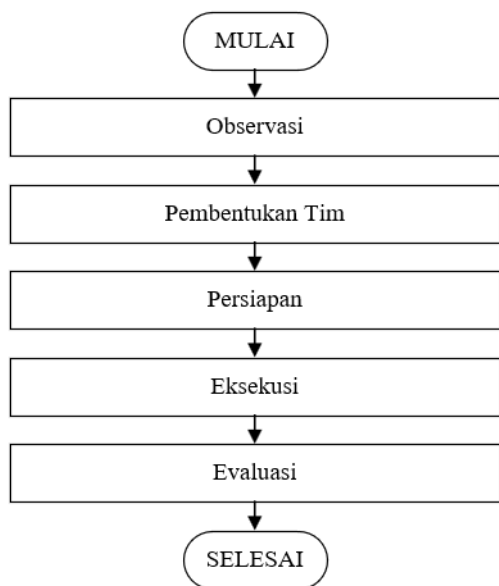 MULAI
Observasi
Pembentukan Tim
Persiapan
Eksekusi
Evaluasi
SELESAI